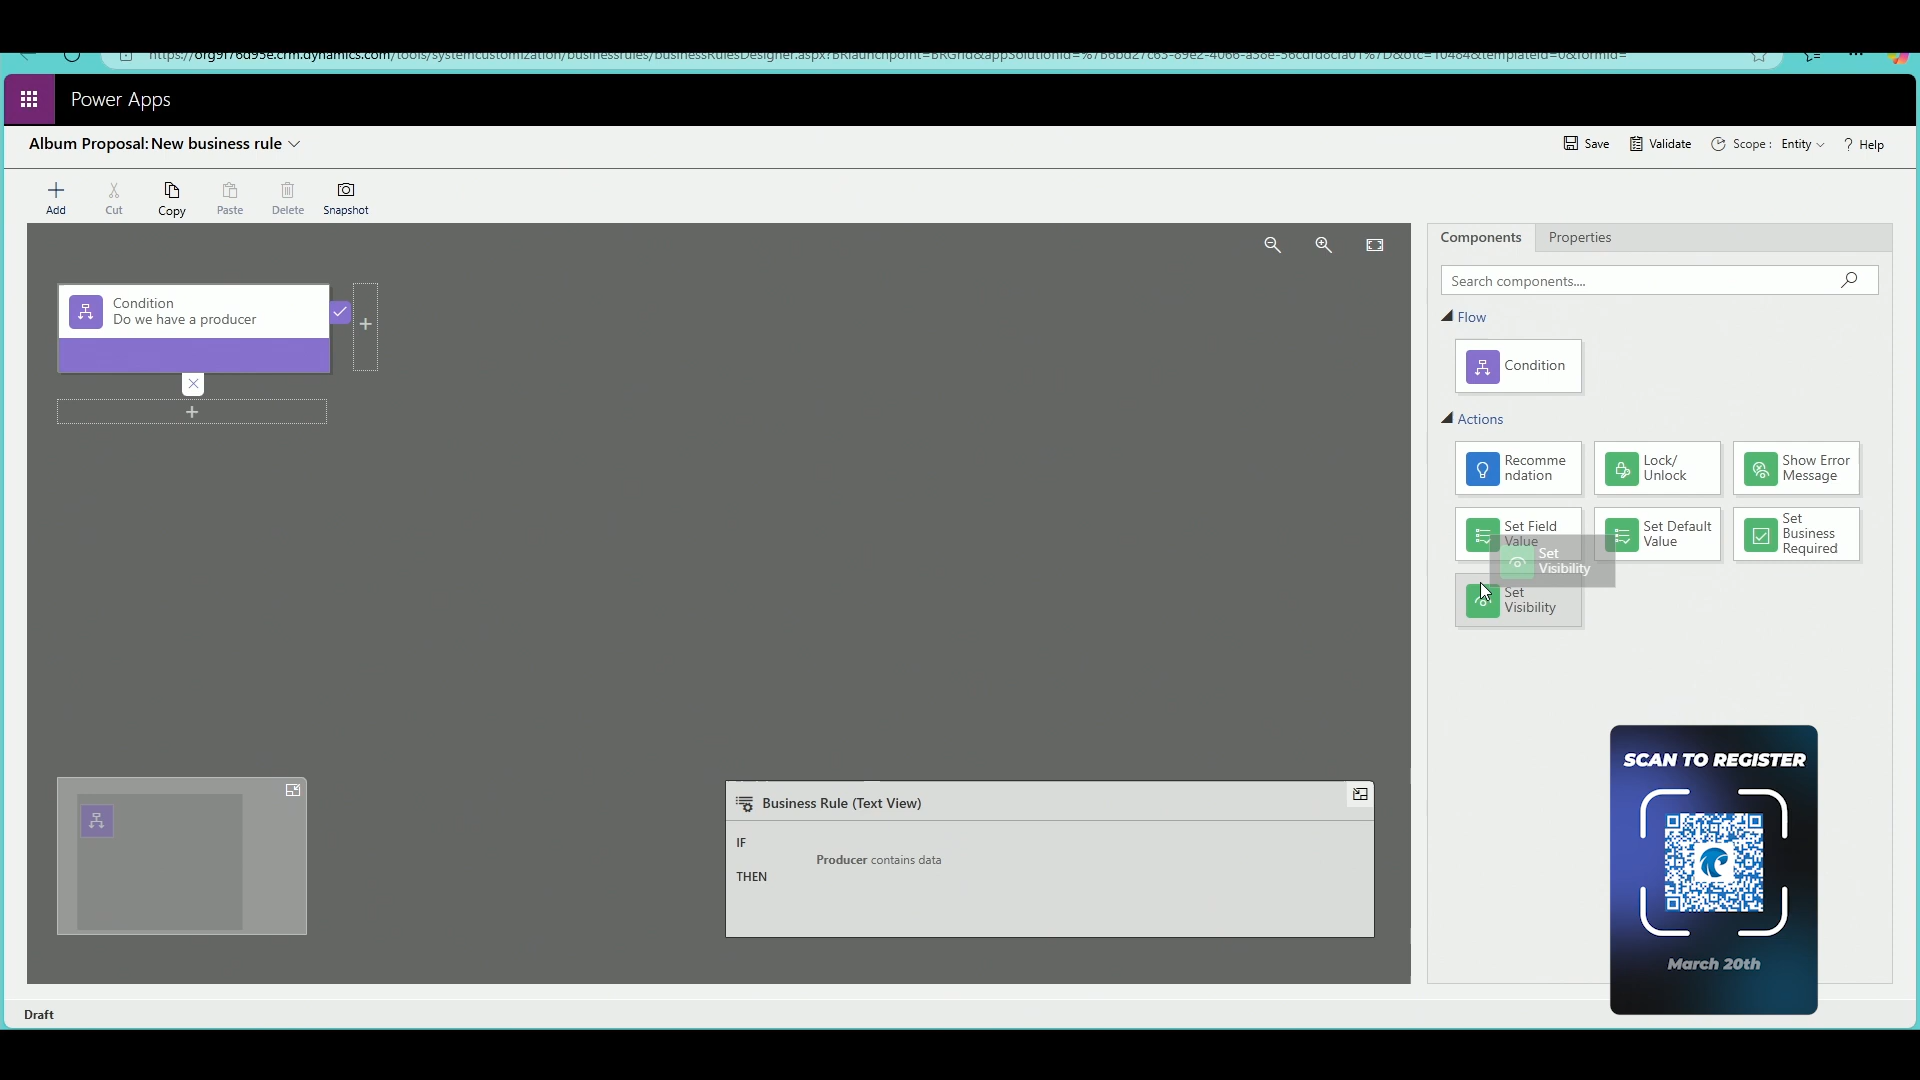 Power Apps
Album Proposal: New business rule
Save
Validate
Scope :
Entity
? Help
Add
Cut
Copy
Paste
Delete
Snapshot
Condition
Do we have a producer
Components
Properties
Search components....
Flow
Condition
Actions
Recomme
ndation
Lock/
Unlock
Show Error
Message
Set Field
Value
Set Default
Value
Set
Business
Required
Set
Visibility
Set
Visibility
Business Rule (Text View)
IF
Producer contains data
THEN
SCAN TO REGISTER
March 20th
Draft